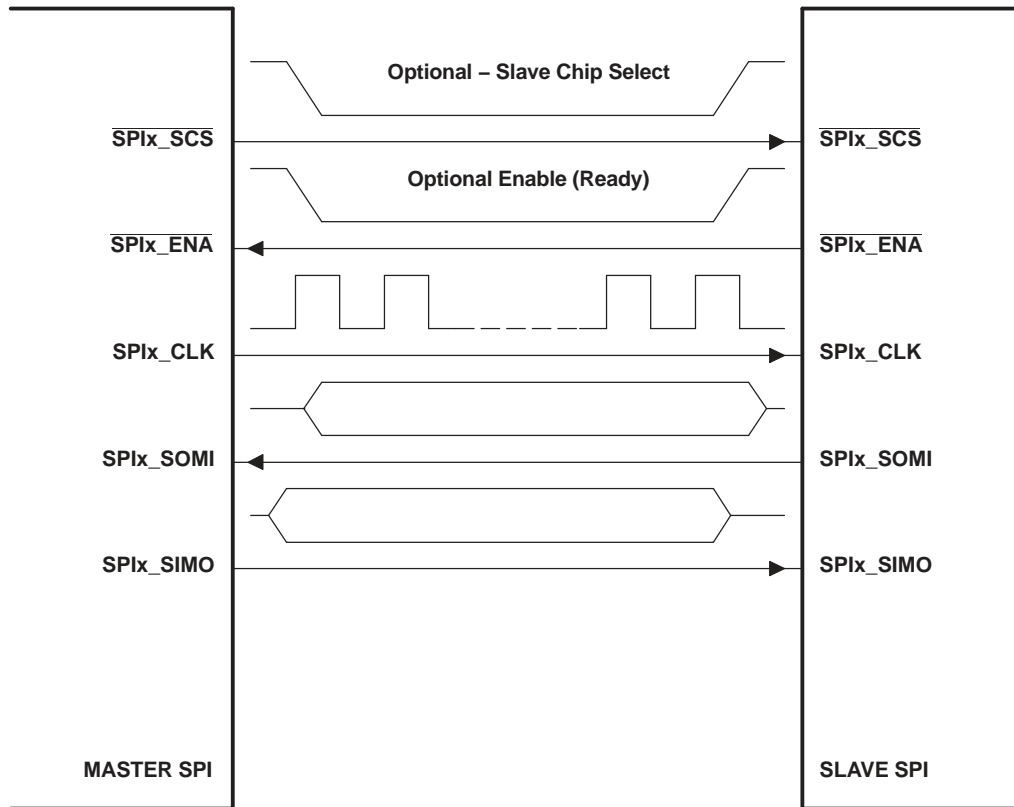 Optional – Slave Chip Select
SPIx_SCS SPIx_SCS
Optional Enable (Ready)
SPIx_ENA SPIx_ENA
SPIx_CLK SPIx_CLK
SPIx_SOMI SPIx_SOMI
SPIx_SIMO SPIx_SIMO
MASTER SPI SLAVE SPI